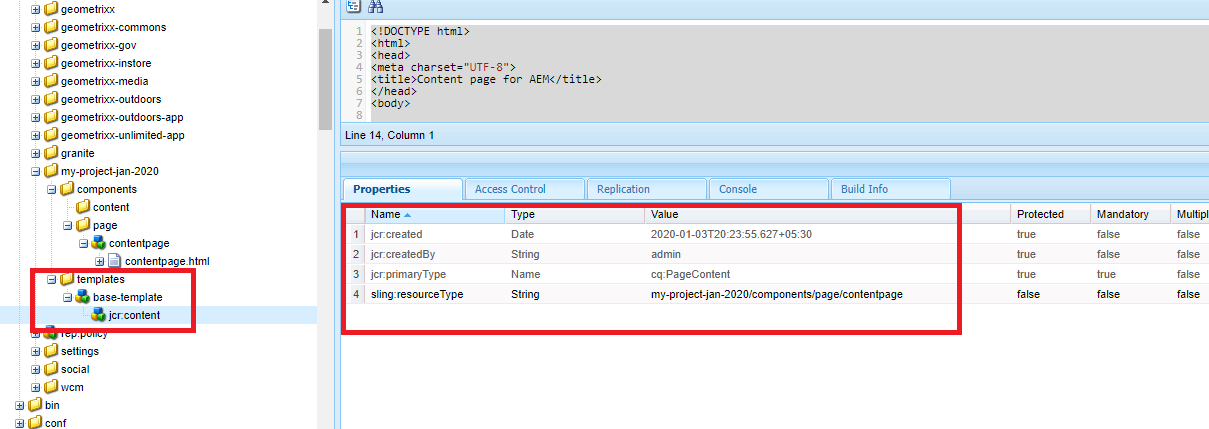 geometrixx
geometrixx-commons
geometrixx-gov
geometrixx-instore
geometrixx-media
geometrixx-outdoors
geometrixx-outdoors-app
geometrixx-unlimited-app
granite
my-project-jan-2020
components
content
page
contentpage
contentpage.html
templates
base-template
jcr:content
rep:policy
settings
social
wcm
bin
conf
1 <!DOCTYPE html>
2 <html>
3 <head>
4 <meta charset="UTF-8">
5 <title>Content page for AEM</title>
6 </head>
7 <body>
8
Line 14, Column 1
Properties Access Control Replication Console Build Info
Name Type Value Protected Mandatory Multipl
1 jcr:created Date 2020-01-03T20:23:55.627+05:30 true false false
2 jcr:createdBy String admin true false false
3 jcr:primaryType Name cq:PageContent true true false
4 sling:resourceType String my-project-jan-2020/components/page/contentpage false false false